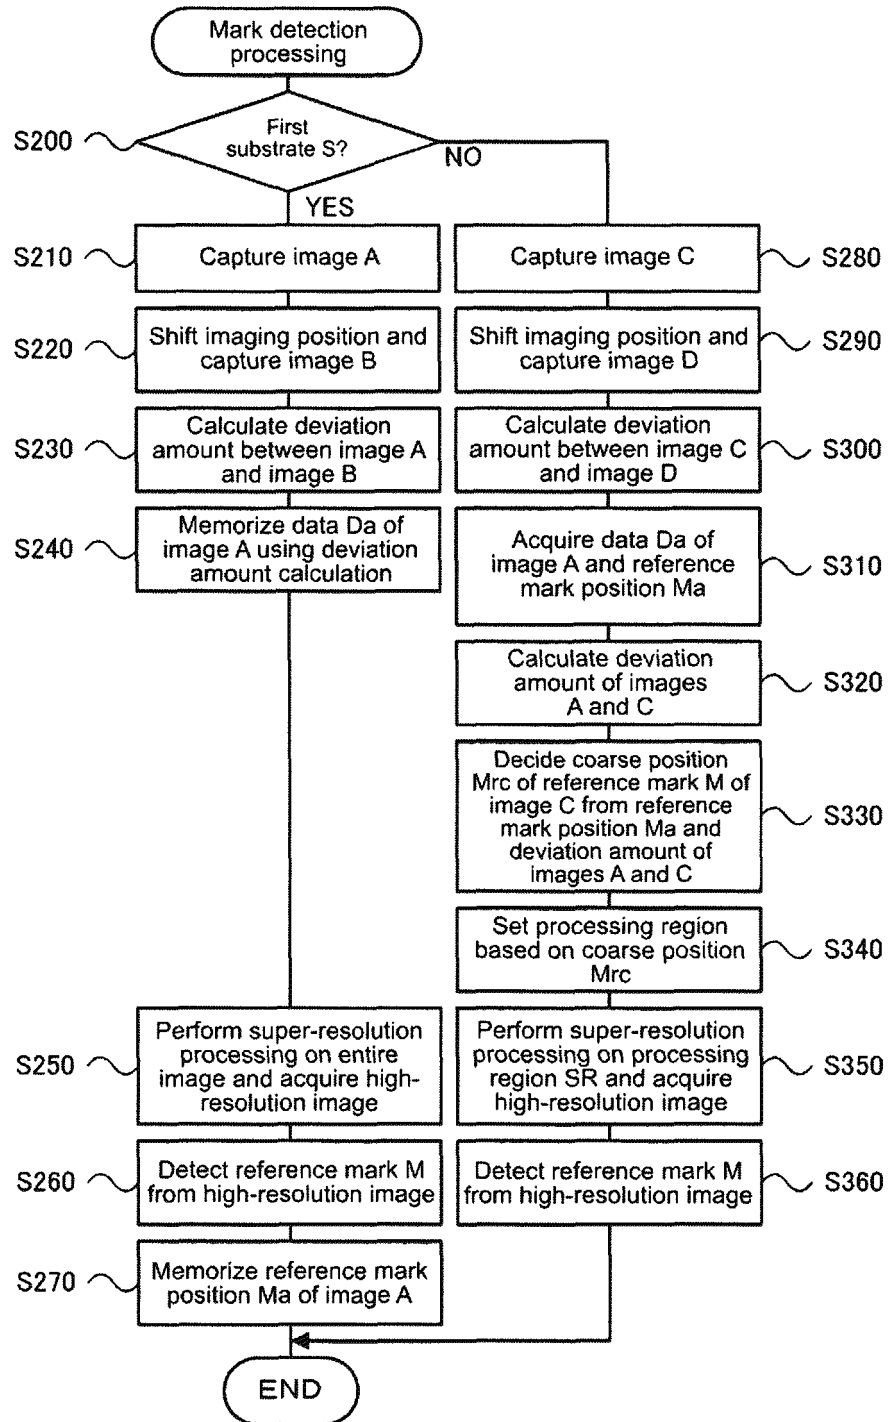 Mark detection
processing
S200
First
substrate S?
NO
YES
S210
Capture image A
S220
Shift imaging position and
capture image B
S230
Calculate deviation
amount between image A
and image B
S240
Memorize data Da of
image A using deviation
amount calculation
S250
Perform super-resolution
processing on entire
image and acquire high-
resolution image
S260
Detect reference mark M
from high-resolution image
S270
Memorize reference mark
position Ma of image A
Capture image C
S280
Shift imaging position and
capture image D
S290
Calculate deviation
amount between image C
and image D
S300
Acquire data Da of
image A and reference
mark position Ma
S310
Calculate deviation
amount of images
A and C
S320
Decide coarse position
Mrc of reference mark M of
image C from reference
mark position Ma and
deviation amount of
images A and C
S330
Set processing region
based on coarse position
Mrc
S340
Perform super-resolution
processing on processing
region SR and acquire
high-resolution image
S350
Detect reference mark M
from high-resolution image
S360
END